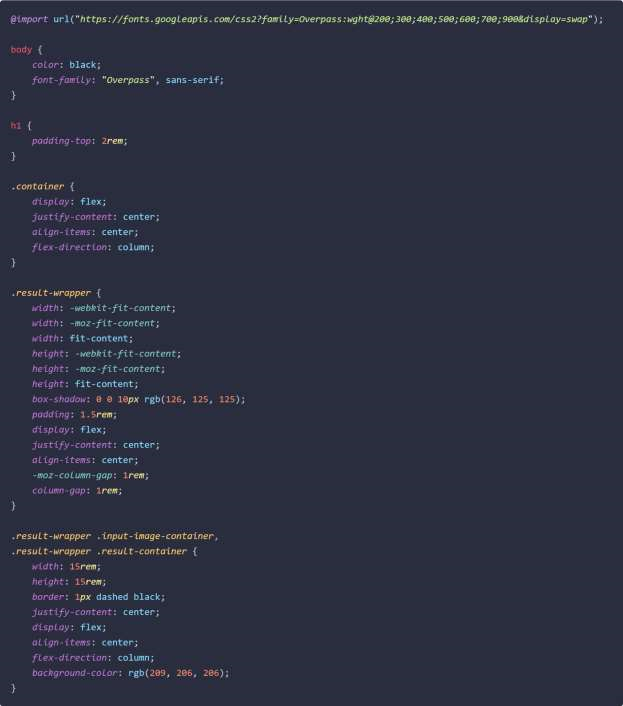 @import url("https://fonts.googleapis.com/css2?family=Overpass:wght@200;300;400;500;600;700;900&display=swap");

body {
    color: black;
    font-family: "Overpass", sans-serif;
}

h1 {
    padding-top: 2rem;
}

.container {
    display: flex;
    justify-content: center;
    align-items: center;
    flex-direction: column;
}

.result-wrapper {
    width: -webkit-fit-content;
    width: -moz-fit-content;
    width: fit-content;
    height: -webkit-fit-content;
    height: -moz-fit-content;
    height: fit-content;
    box-shadow: 0 0 10px rgb(126, 125, 125);
    padding: 1.5rem;
    display: flex;
    justify-content: center;
    align-items: center;
    -moz-column-gap: 1rem;
    column-gap: 1rem;
}

.result-wrapper .input-image-container,
.result-wrapper .result-container {
    width: 15rem;
    height: 15rem;
    border: 1px dashed black;
    justify-content: center;
    display: flex;
    align-items: center;
    flex-direction: column;
    background-color: rgb(209, 206, 206);
}